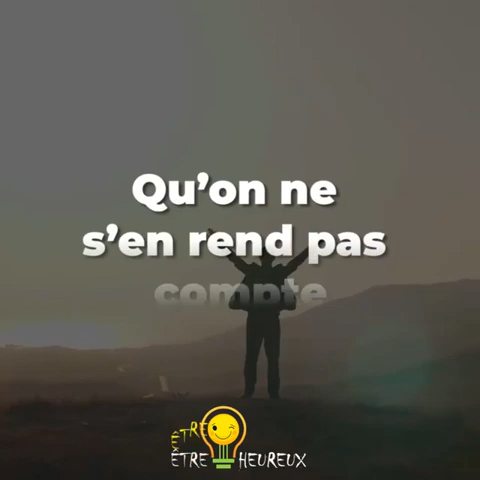 Qu’on ne
s’en rend pas
compte
ÊTRE
ÊTRE HEUREUX